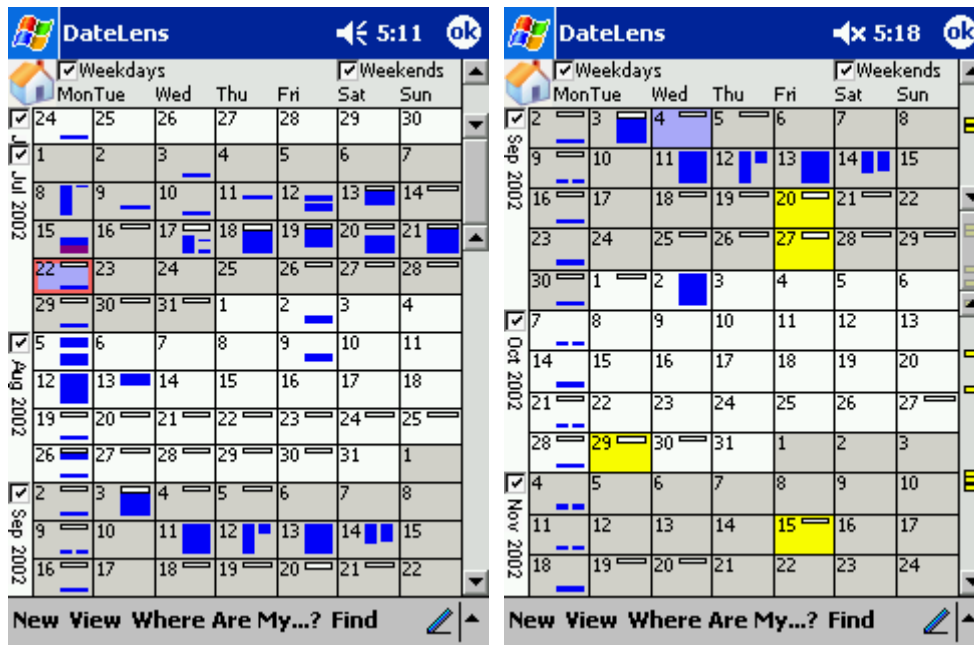 DateLens 5:11 ok
Weekdays Weekends
Mon Tue Wed Thu Fri Sat Sun
24 25 26 27 28 29 30
Jul 2002
1 2 3 4 5 6 7
8 9 10 11 12 13 14
15 16 17 18 19 20 21
22 23 24 25 26 27 28
29 30 31 1 2 3 4
Aug 2002
5 6 7 8 9 10 11
12 13 14 15 16 17 18
19 20 21 22 23 24 25
26 27 28 29 30 31 1
Sep 2002
2 3 4 5 6 7 8
9 10 11 12 13 14 15
16 17 18 19 20 21 22
New View Where Are My...? Find
DateLens 5:18 ok
Weekdays Weekends
Mon Tue Wed Thu Fri Sat Sun
Sep 2002
2 3 4 5 6 7 8
9 10 11 12 13 14 15
16 17 18 19 20 21 22
23 24 25 26 27 28 29
30 1 2 3 4 5 6
Oct 2002
7 8 9 10 11 12 13
14 15 16 17 18 19 20
21 22 23 24 25 26 27
28 29 30 31 1 2 3
Nov 2002
4 5 6 7 8 9 10
11 12 13 14 15 16 17
18 19 20 21 22 23 24
New View Where Are My...? Find